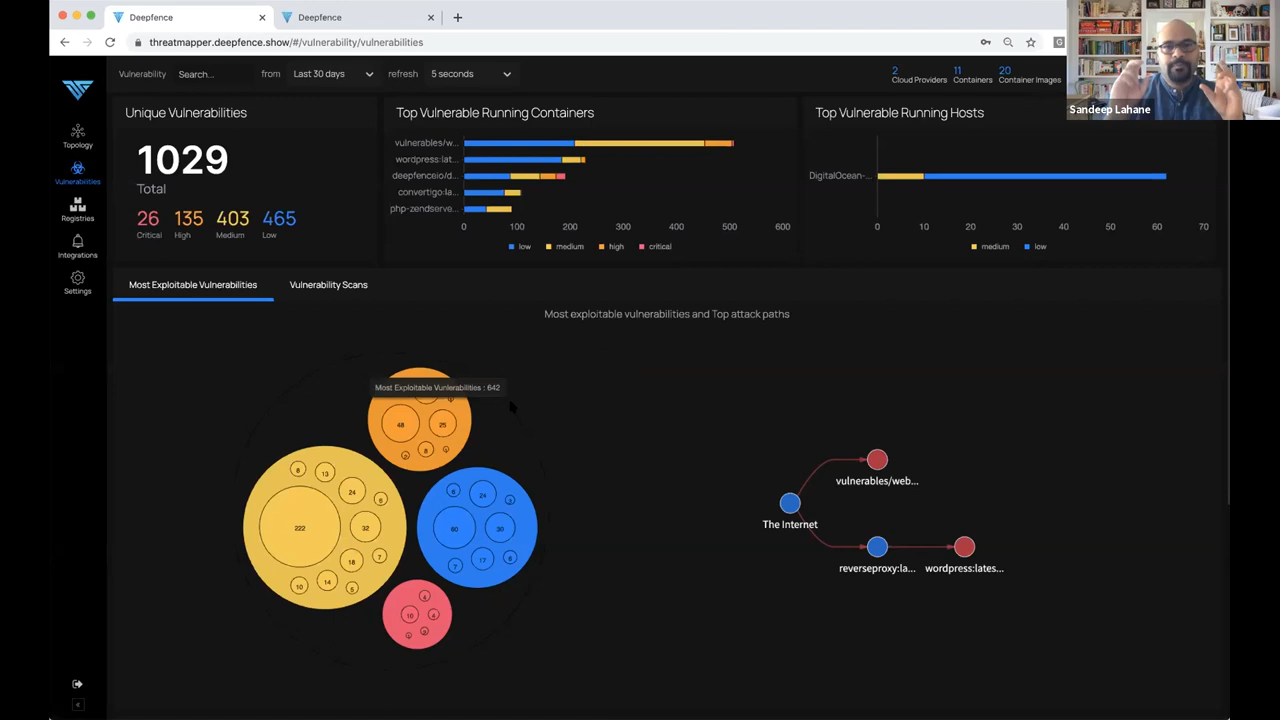 Deepfence
Deepfence
threatmapper.deepfence.show/#/vulnerability/vulnerabilities
Sandeep Lahane
Vulnerability Search... from Last 30 days refresh 5 seconds
2 Cloud Providers
11 Containers
20 Container Images
Topology
Vulnerabilities
Registries
Integrations
Settings
Unique Vulnerabilities
1029
Total
26 Critical
135 High
403 Medium
465 Low
Top Vulnerable Running Containers
vulnerables/w...
wordpress:lat...
deepfenceio/d...
convertigo:la...
php-zendserve...
0 100 200 300 400 500 600
low medium high critical
Top Vulnerable Running Hosts
DigitalOcean-...
0 10 20 30 40 50 60 70
medium low
Most Exploitable Vulnerabilities
Vulnerability Scans
Most exploitable vulnerabilities and Top attack paths
Most Exploitable Vunlerabilities : 642
48 25
8
8 13
24
222 32
18 7
10 14 5
24
30
7 17
10
vulnerables/web...
The Internet
reverseproxy:la...
wordpress:lates...